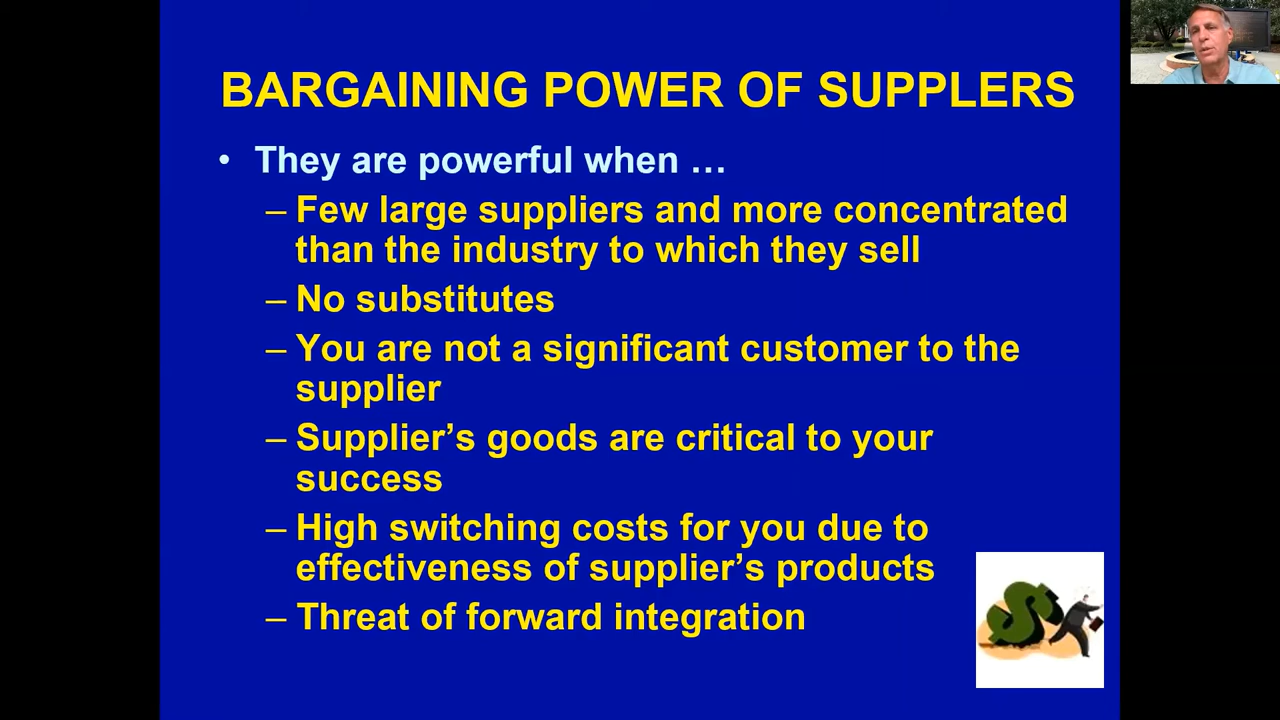 BARGAINING POWER OF SUPPLERS
• They are powerful when …
– Few large suppliers and more concentrated
than the industry to which they sell
– No substitutes
– You are not a significant customer to the
supplier
– Supplier’s goods are critical to your
success
– High switching costs for you due to
effectiveness of supplier’s products
– Threat of forward integration